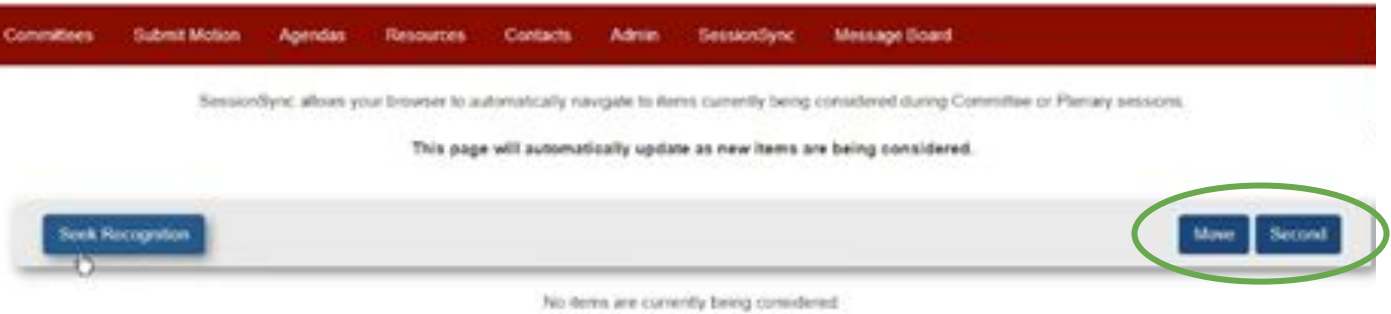 Committees Submit Motion Agendas Resources Contacts Admin SessionSync Message Board
SessionSync allows your browser to automatically navigate to items currently being considered during Committee or Plenary sessions.
This page will automatically update as new items are being considered.
Seek Recognition Move Second
No items are currently being considered